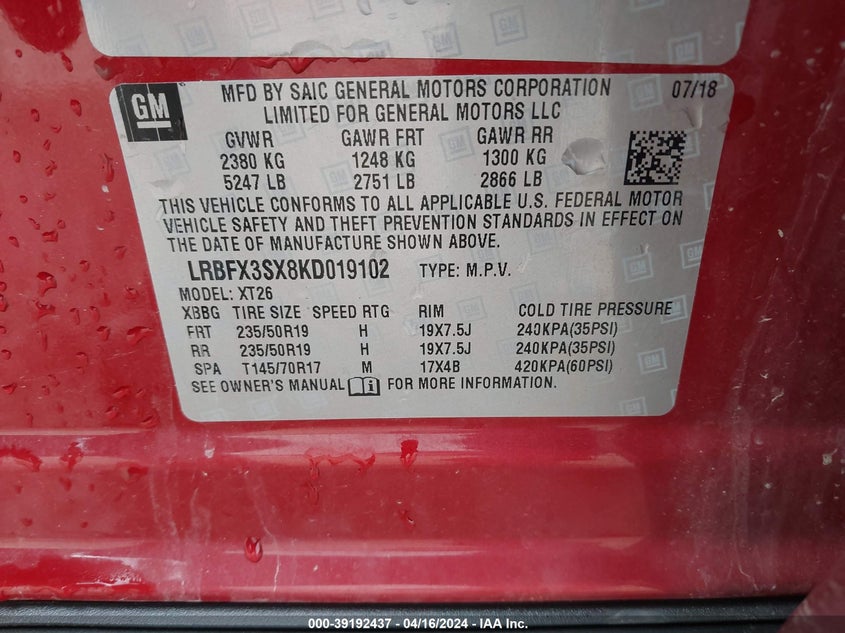 GM
MFD BY SAIC GENERAL MOTORS CORPORATION 07/18
LIMITED FOR GENERAL MOTORS LLC
GVWR GAWR FRT GAWR RR
2380 KG 1248 KG 1300 KG
5247 LB 2751 LB 2866 LB
THIS VEHICLE CONFORMS TO ALL APPLICABLE U.S. FEDERAL MOTOR
VEHICLE SAFETY AND THEFT PREVENTION STANDARDS IN EFFECT ON
THE DATE OF MANUFACTURE SHOWN ABOVE.
LRBFX3SX8KD019102 TYPE: M.P.V.
MODEL: XT26
XBBG TIRE SIZE SPEED RTG RIM COLD TIRE PRESSURE
FRT 235/50R19 H 19X7.5J 240KPA(35PSI)
RR 235/50R19 H 19X7.5J 240KPA(35PSI)
SPA T145/70R17 M 17X4B 420KPA(60PSI)
SEE OWNER'S MANUAL FOR MORE INFORMATION.
000-39192437 - 04/16/2024 - IAA Inc.